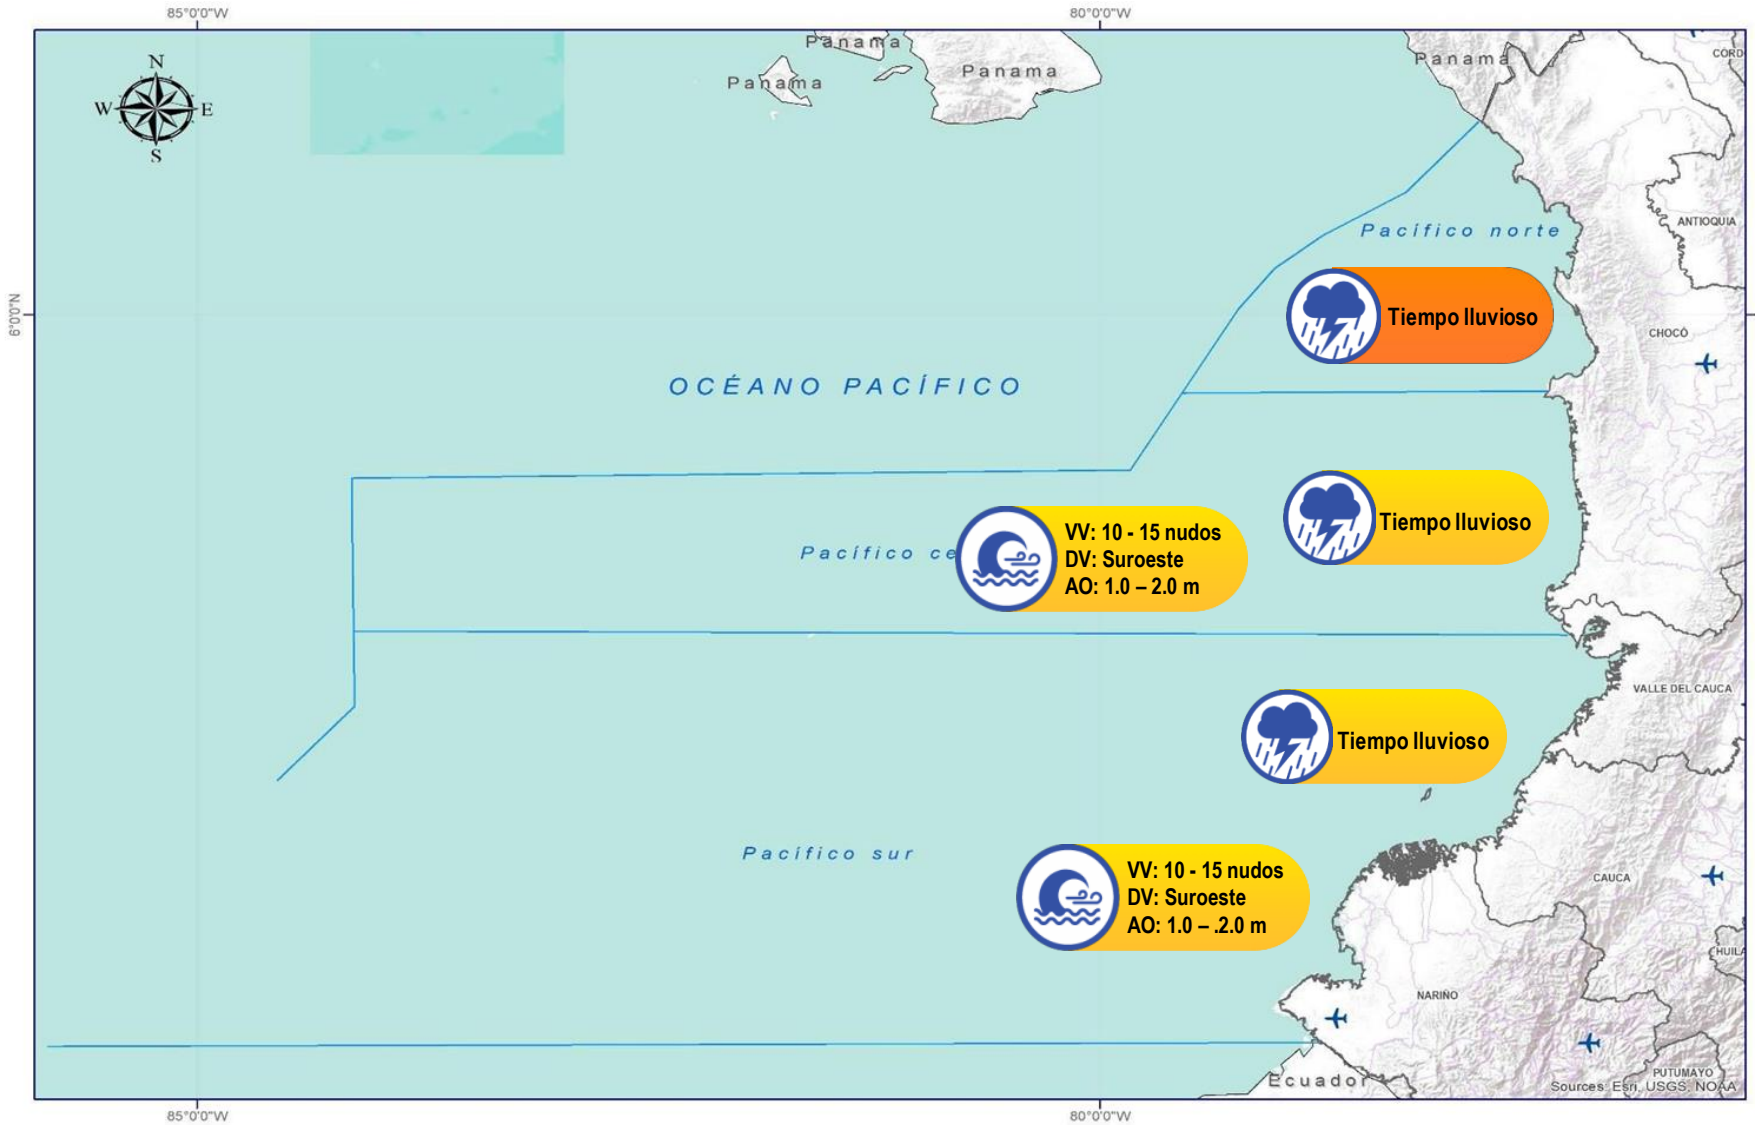 85°0'0"W
80°0'0"W
Panama
Panama
Panama
Panama
N
W
E
S
ANTIOQUIA
Pacífico norte
6°0'0"N
Tiempo lluvioso
CHOCÓ
OCÉANO PACÍFICO
Tiempo lluvioso
VV: 10 - 15 nudos
DV: Suroeste
AO: 1.0 – 2.0 m
Pacífico ce
VALLE DEL CAUCA
Tiempo lluvioso
Pacífico sur
VV: 10 - 15 nudos
DV: Suroeste
AO: 1.0 – .2.0 m
CAUCA
HUILA
NARIÑO
PUTUMAYO
Ecuador
Sources: Esri, USGS, NOAA
85°0'0"W
80°0'0"W